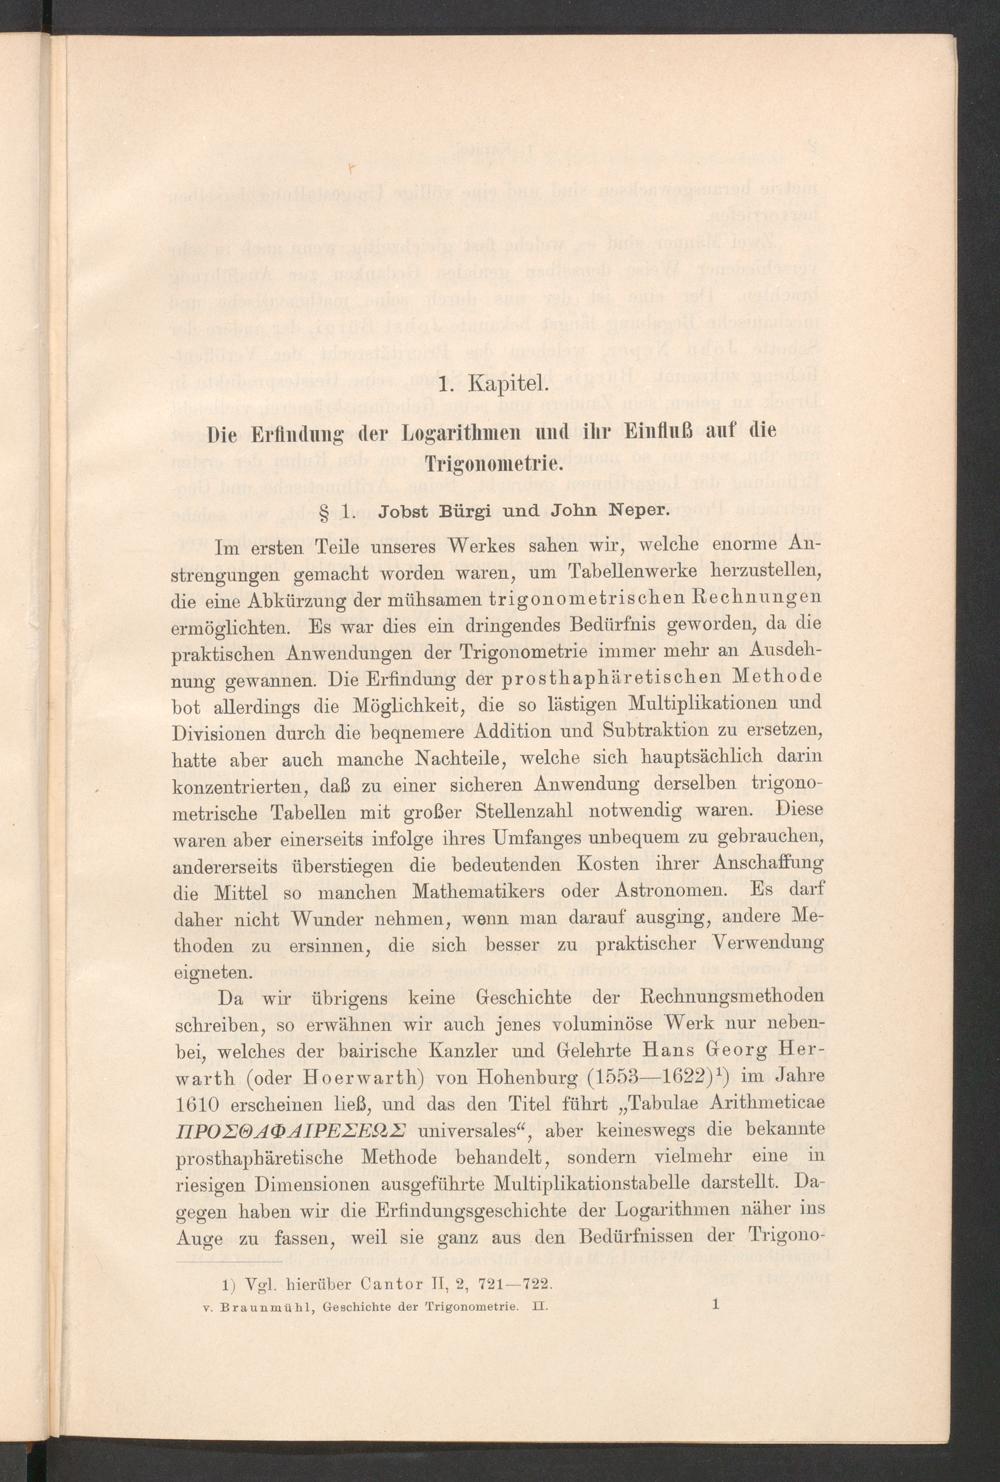 1. Kapitel.
Die Erfindung der Logarithmen und ihr Einfluß auf die
Trigonometrie.
§ 1. Jobst Bürgi und John Neper.
Im ersten Teile unseres Werkes sahen wir, welche enorme An-
strengungen gemacht worden waren, um Tabellenwerke herzustellen,
die eine Abkürzung der mühsamen trigonometrischen Rechnungen
ermöglichten. Es war dies ein dringendes Bedürfnis geworden, da die
praktischen Anwendungen der Trigonometrie immer mehr an Ausdeh-
nung gewannen. Die Erfindung der prosthaphäretischen Methode
bot allerdings die Möglichkeit, die so lästigen Multiplikationen und
Divisionen durch die beqnemere Addition und Subtraktion zu ersetzen,
hatte aber auch manche Nachteile, welche sich hauptsächlich darin
konzentrierten, daß zu einer sicheren Anwendung derselben trigono-
metrische Tabellen mit großer Stellenzahl notwendig waren. Diese
waren aber einerseits infolge ihres Umfanges unbequem zu gebrauchen,
andererseits überstiegen die bedeutenden Kosten ihrer Anschaffung
die Mittel so manchen Mathematikers oder Astronomen. Es darf
daher nicht Wunder nehmen, wenn man darauf ausging, andere Me-
thoden zu ersinnen, die sich besser zu praktischer Verwendung
eigneten.
Da wir übrigens keine Geschichte der Rechnungsmethoden
schreiben, so erwähnen wir auch jenes voluminöse Werk nur neben-
bei, welches der bairische Kanzler und Gelehrte Hans Georg Her-
warth (oder Hoerwarth) von Hohenburg (1553—1622)¹) im Jahre
1610 erscheinen ließ, und das den Titel führt „Tabulae Arithmeticae
ΠΡΟΣΘΑΦΑΙΡΕΣΕΩΣ universales“, aber keineswegs die bekannte
prosthaphäretische Methode behandelt, sondern vielmehr eine in
riesigen Dimensionen ausgeführte Multiplikationstabelle darstellt. Da-
gegen haben wir die Erfindungsgeschichte der Logarithmen näher ins
Auge zu fassen, weil sie ganz aus den Bedürfnissen der Trigono-
1) Vgl. hierüber Cantor II, 2, 721—722.
v. Braunmühl, Geschichte der Trigonometrie. II. 1